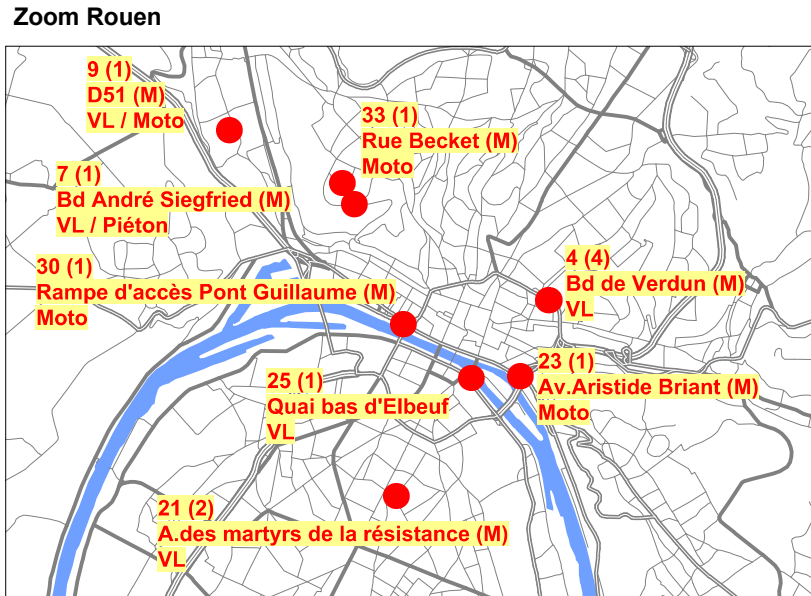 Zoom Rouen
9 (1)
D51 (M)
VL / Moto
33 (1)
Rue Becket (M)
Moto
7 (1)
Bd André Siegfried (M)
VL / Piéton
30 (1)
Rampe d'accès Pont Guillaume (M)
Moto
4 (4)
Bd de Verdun (M)
VL
23 (1)
Av.Aristide Briant (M)
Moto
25 (1)
Quai bas d'Elbeuf
VL
21 (2)
A.des martyrs de la résistance (M)
VL